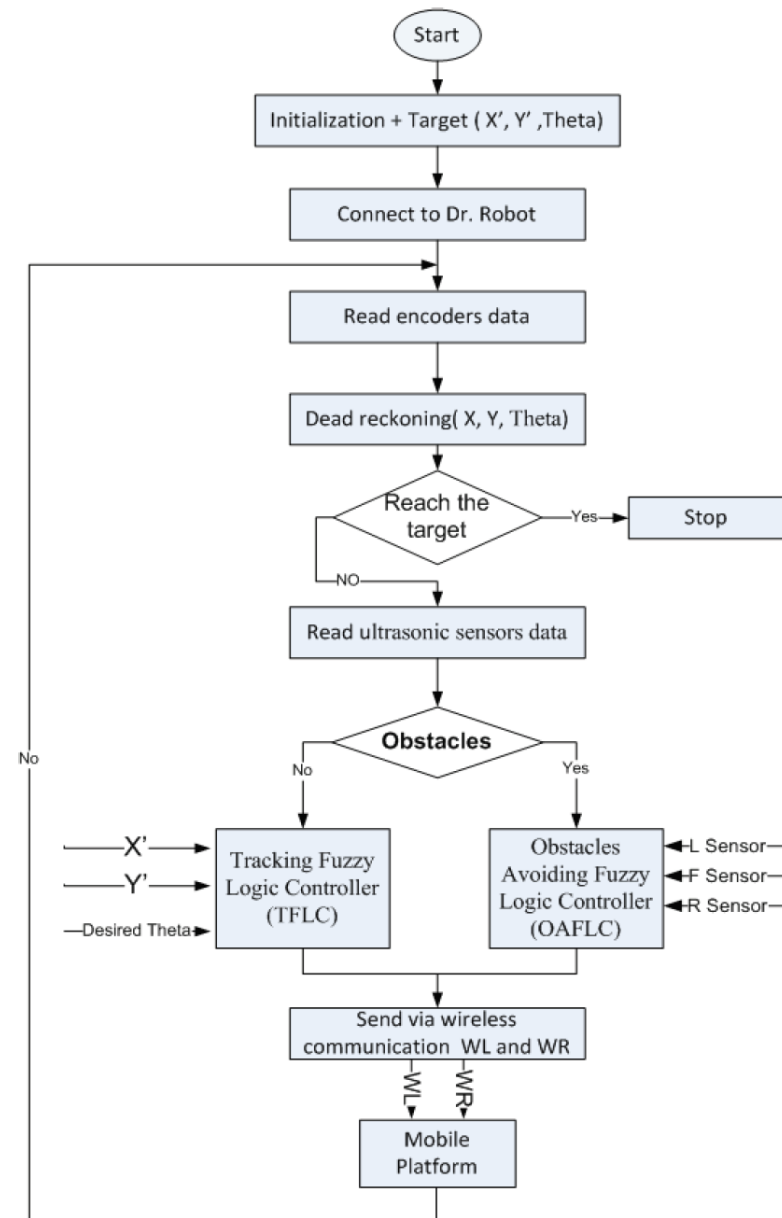 Start
Initialization + Target ( X’, Y’ ,Theta)
Connect to Dr. Robot
Read encoders data
Dead reckoning( X, Y, Theta)
Reach the
target
Yes
Stop
NO
Read ultrasonic sensors data
Obstacles
No
No
Yes
X’
Y’
Desired Theta
Tracking Fuzzy
Logic Controller
(TFLC)
Obstacles
Avoiding Fuzzy
Logic Controller
(OAFLC)
L Sensor
F Sensor
R Sensor
Send via wireless
communication WL and WR
WL
WR
Mobile
Platform